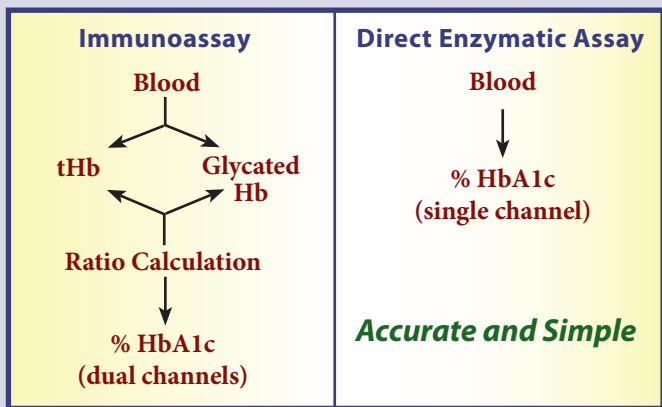 Immunoassay
Blood
tHb
Glycated
Hb
Ratio Calculation
% HbA1c
(dual channels)
Direct Enzymatic Assay
Blood
% HbA1c
(single channel)
Accurate and Simple